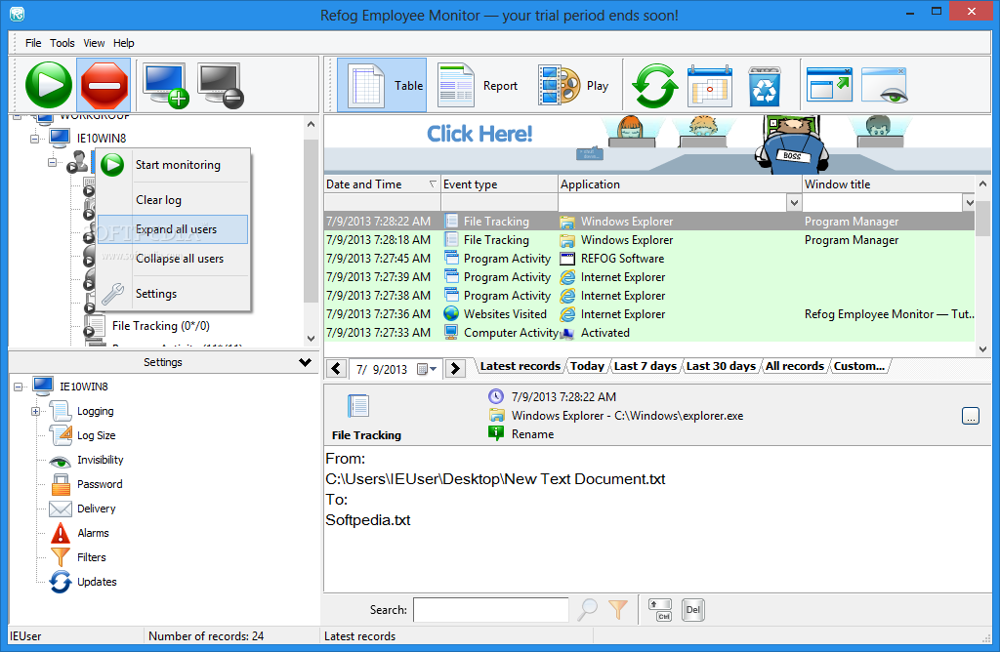 Refog Employee Monitor — your trial period ends soon!
File Tools View Help
Table Report Play
WORKGROUP
IE10WIN8
Start monitoring
Clear log
Expand all users
Collapse all users
Settings
SOFTPEDIA
File Tracking (0*/0)
Click Here!
BOSS
Date and Time Event type Application Window title
7/9/2013 7:28:22 AM File Tracking Windows Explorer Program Manager
7/9/2013 7:28:18 AM File Tracking Windows Explorer Program Manager
7/9/2013 7:27:45 AM Program Activity REFOG Software
7/9/2013 7:27:39 AM Program Activity Internet Explorer
7/9/2013 7:27:38 AM Program Activity Internet Explorer
7/9/2013 7:27:36 AM Websites Visited Internet Explorer Refog Employee Monitor — Tut...
7/9/2013 7:27:33 AM Computer Activity Activated
7/ 9/2013 Latest records Today Last 7 days Last 30 days All records Custom...
Settings
IE10WIN8
Logging
Log Size
Invisibility
Password
Delivery
Alarms
Filters
Updates
File Tracking
7/9/2013 7:28:22 AM
Windows Explorer - C:\Windows\explorer.exe
Rename
...
From:
C:\Users\IEUser\Desktop\New Text Document.txt
To:
Softpedia.txt
Search: Ctrl Del
IEUser Number of records: 24 Latest records